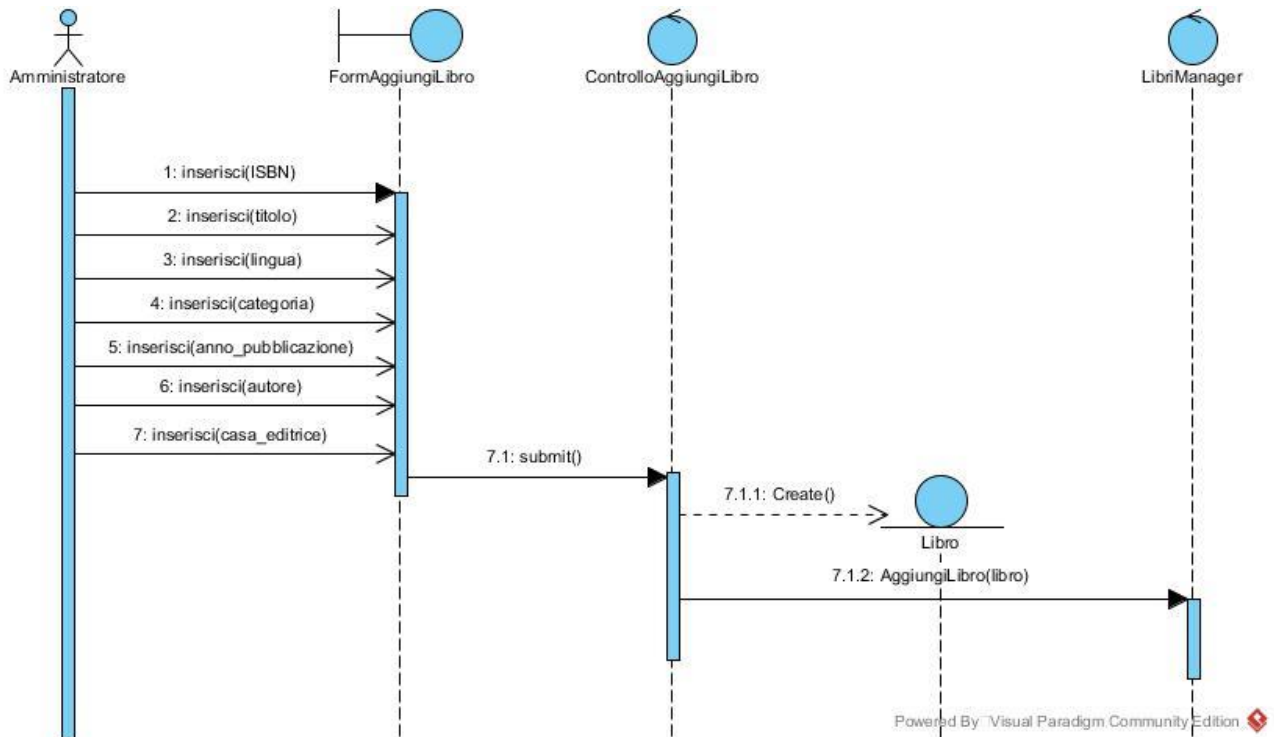 Amministratore
FormAggiungiLibro
ControlloAggiungiLibro
LibriManager
1: inserisci(ISBN)
2: inserisci(titolo)
3: inserisci(lingua)
4: inserisci(categoria)
5: inserisci(anno_pubblicazione)
6: inserisci(autore)
7: inserisci(casa_editrice)
7.1: submit()
7.1.1: Create()
Libro
7.1.2: AggiungiLibro(libro)
Powered By Visual Paradigm Community Edition